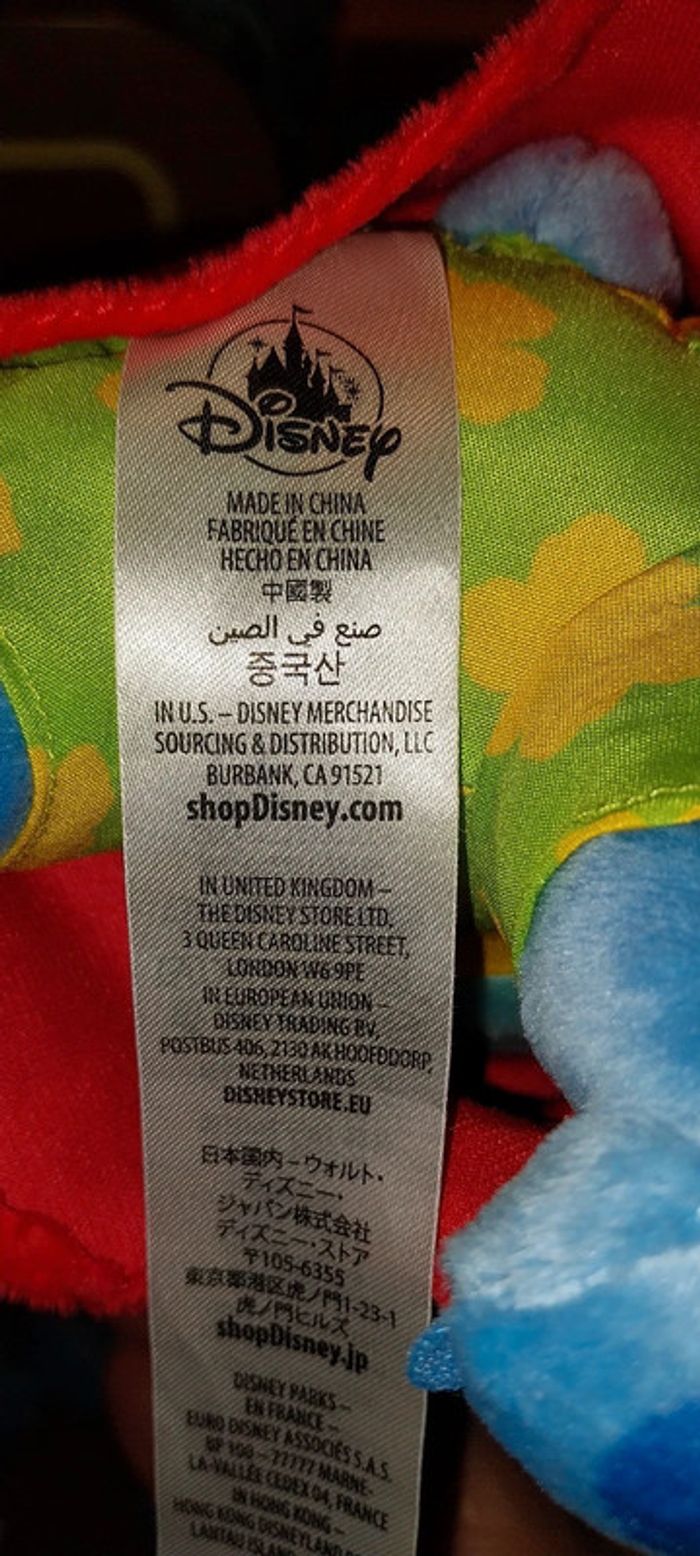 Disney
MADE IN CHINA
FABRIQUÉ EN CHINE
HECHO EN CHINA
中國製
صنع في الصين
중국산
IN U.S. – DISNEY MERCHANDISE
SOURCING & DISTRIBUTION, LLC
BURBANK, CA 91521
shopDisney.com
IN UNITED KINGDOM –
THE DISNEY STORE LTD.
3 QUEEN CAROLINE STREET,
LONDON W6 9PE
IN EUROPEAN UNION –
DISNEY TRADING BV,
POSTBUS 406, 2130 AK HOOFDDORP,
NETHERLANDS
DISNEYSTORE.EU
日本国内 – ウォルト・
ディズニー・
ジャパン株式会社
ディズニー・ストア
〒105-6355
東京都港区虎ノ門1-23-1
虎ノ門ヒルズ
shopDisney.jp
DISNEY PARKS –
EN FRANCE –
EURO DISNEY ASSOCIÉS S.A.S.
BP 100 – 77777 MARNE-
LA-VALLÉE CEDEX 04, FRANCE
IN HONG KONG –
HONG KONG DISNEYLAND
LANTAU ISLAND